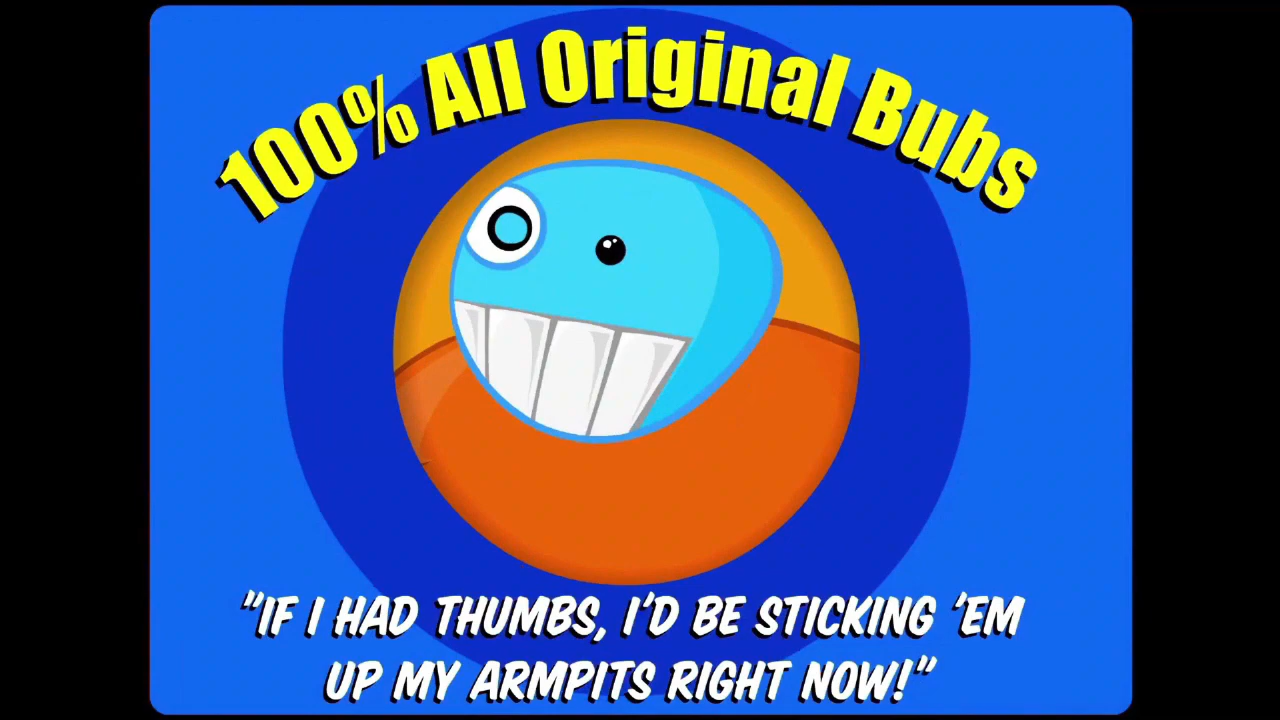 100% All Original Bubs
"IF I HAD THUMBS, I'D BE STICKING 'EM
UP MY ARMPITS RIGHT NOW!"